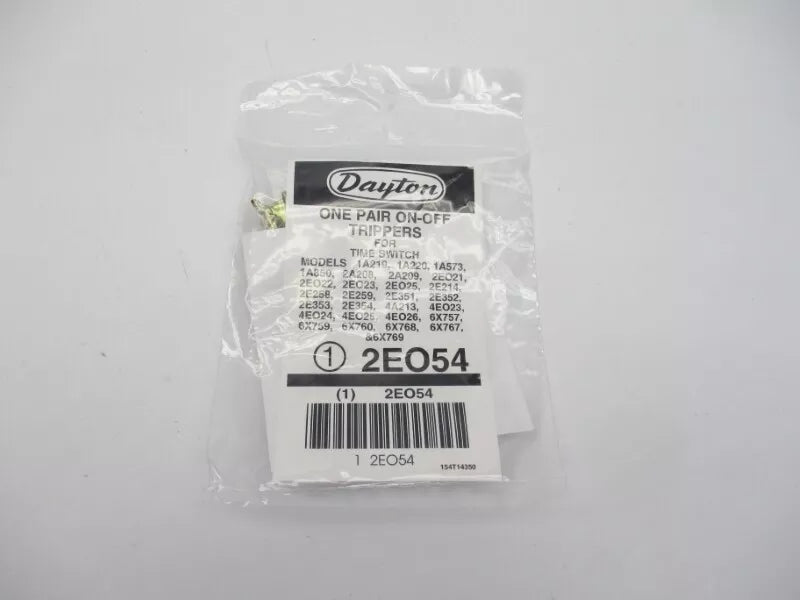 Dayton
ONE PAIR ON-OFF
TRIPPERS
FOR
TIME SWITCH
MODELS 1A219, 1A220, 1A573,
1A850, 2A208, 2A209, 2EO21,
2EO22, 2EO23, 2EO25, 2E214,
2E258, 2E259, 2E351, 2E352,
2E353, 2E354, 4A213, 4EO23,
4EO24, 4EO25, 4EO26, 6X757,
6X759, 6X760, 6X768, 6X767,
&6X769
1 2EO54
(1) 2EO54
1 2EO54
154T14350